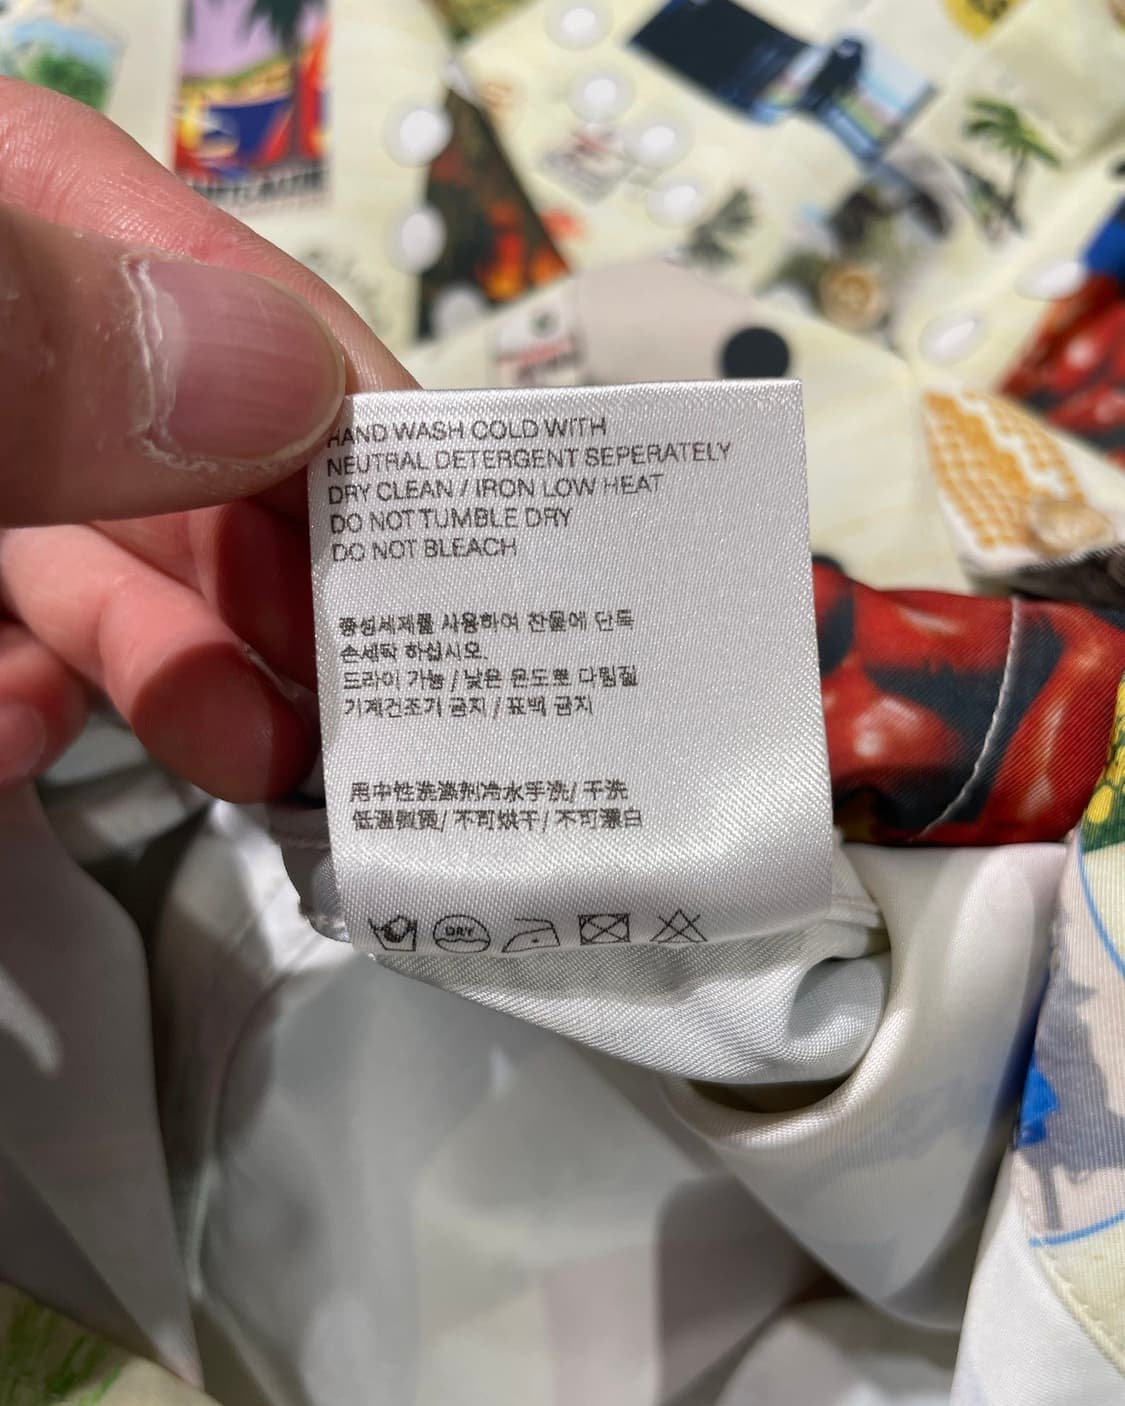 HAND WASH COLD WITH
NEUTRAL DETERGENT SEPERATELY
DRY CLEAN / IRON LOW HEAT
DO NOT TUMBLE DRY
DO NOT BLEACH
중성세제를 사용하여 찬물에 단독
손세탁 하십시오.
드라이 가능 / 낮은 온도로 다림질
기계건조기 금지 / 표백 금지
用中性洗滌剂冷水手洗/ 干洗
低溫熨燙/ 不可烘干/ 不可漂白
DRY